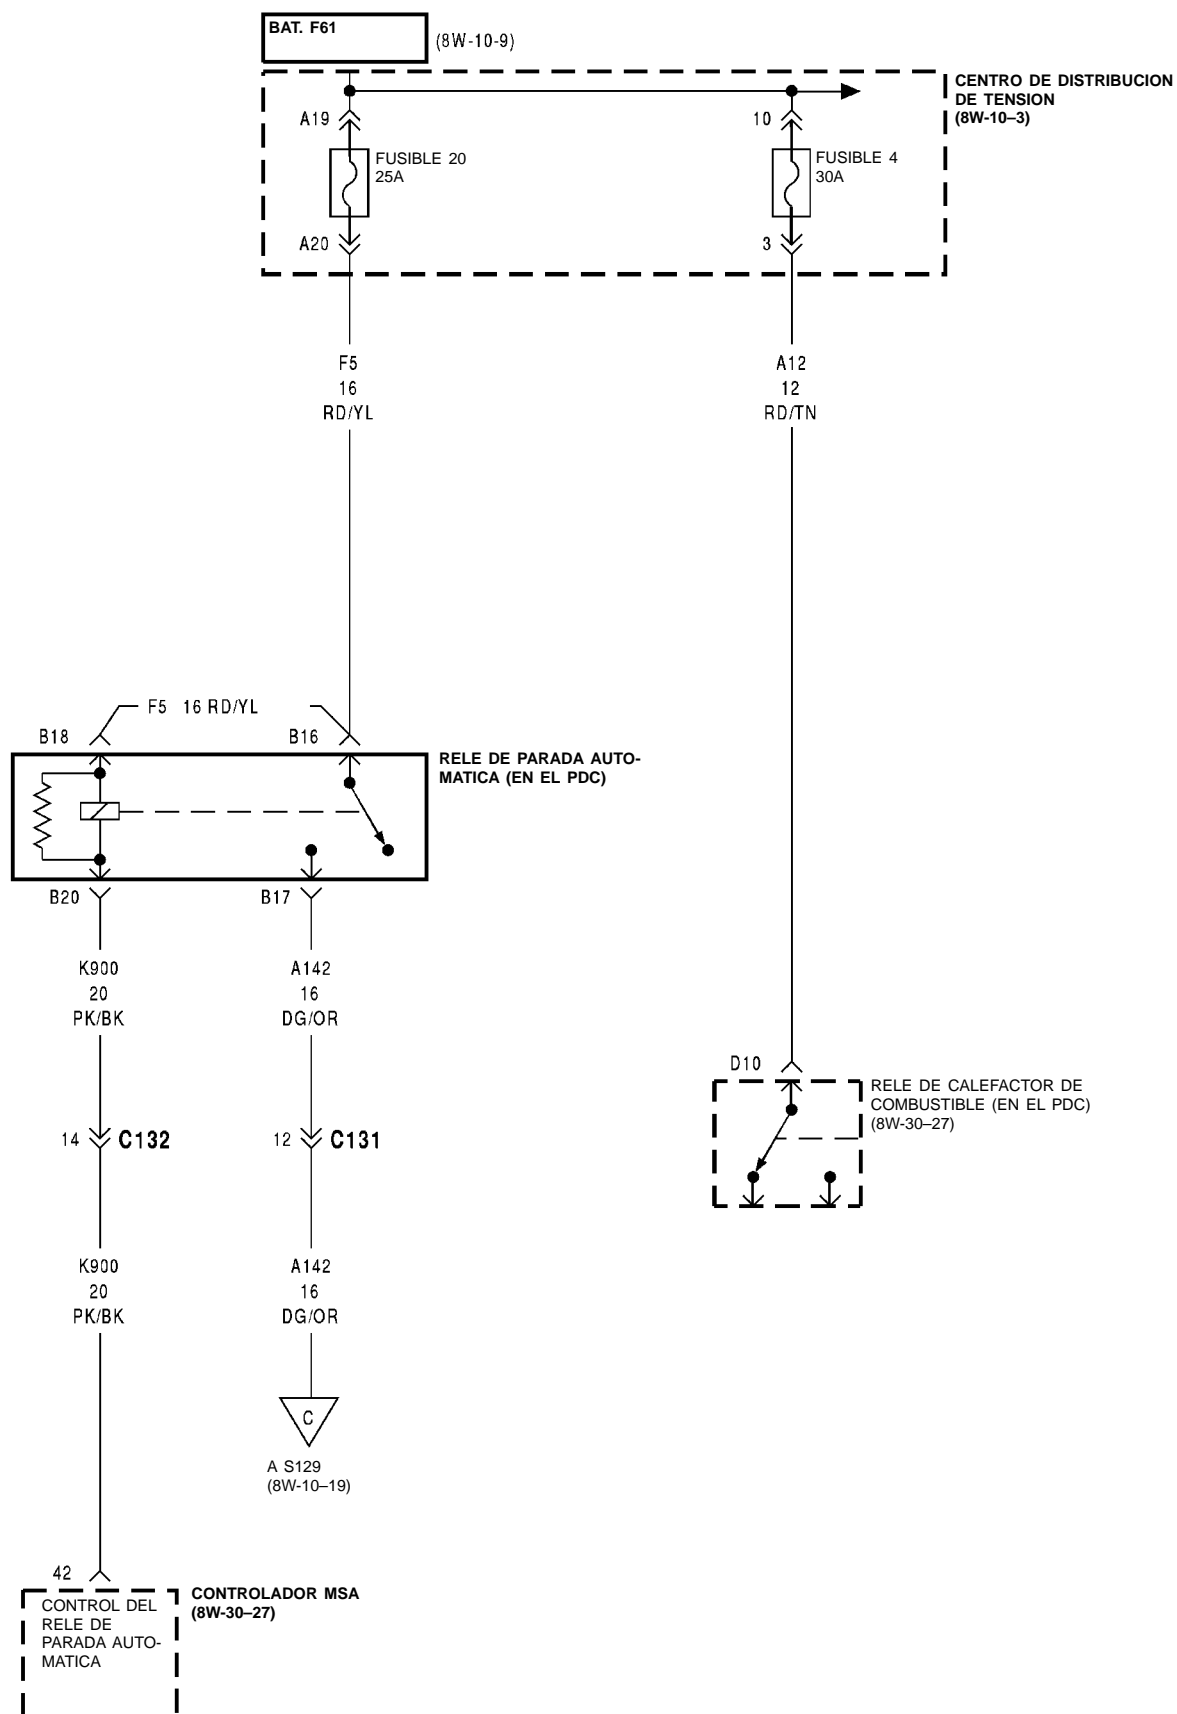 BAT. F61
(8W-10-9)
CENTRO DE DISTRIBUCION
DE TENSION
(8W-10–3)
A19
10
FUSIBLE 20
25A
FUSIBLE 4
30A
A20
3
F5
16
RD/YL
A12
12
RD/TN
F5 16 RD/YL
B18
B16
RELE DE PARADA AUTO-
MATICA (EN EL PDC)
B20
B17
K900
20
PK/BK
A142
16
DG/OR
D10
RELE DE CALEFACTOR DE
COMBUSTIBLE (EN EL PDC)
(8W-30–27)
14
C132
12
C131
K900
20
PK/BK
A142
16
DG/OR
C
A S129
(8W-10–19)
42
CONTROLADOR MSA
(8W-30–27)
CONTROL DEL
RELE DE
PARADA AUTO-
MATICA